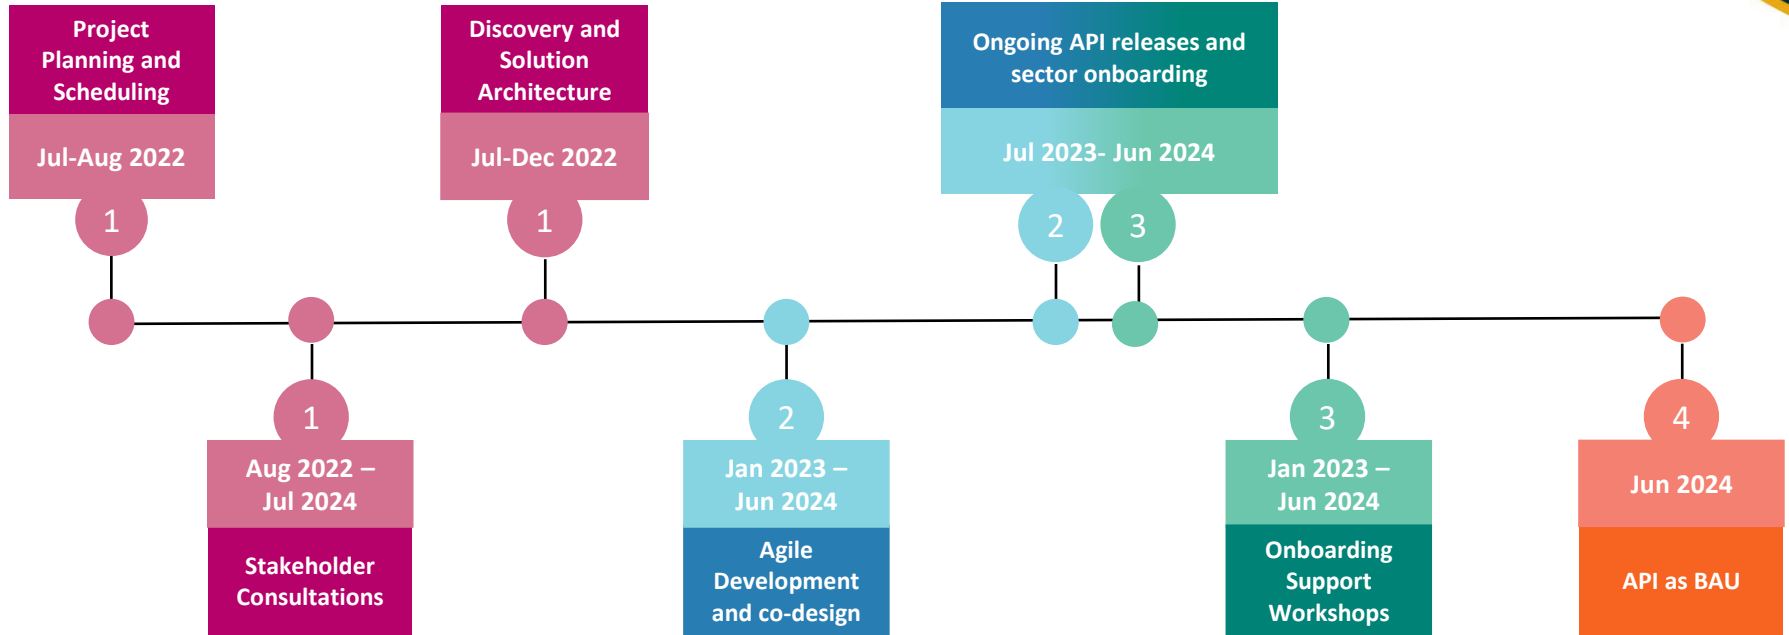 Project
Planning and
Scheduling
Jul-Aug 2022
1
Discovery and
Solution
Architecture
Jul-Dec 2022
1
Ongoing API releases and
sector onboarding
Jul 2023- Jun 2024
2
3
1
Aug 2022 –
Jul 2024
Stakeholder
Consultations
2
Jan 2023 –
Jun 2024
Agile
Development
and co-design
3
Jan 2023 –
Jun 2024
Onboarding
Support
Workshops
4
Jun 2024
API as BAU